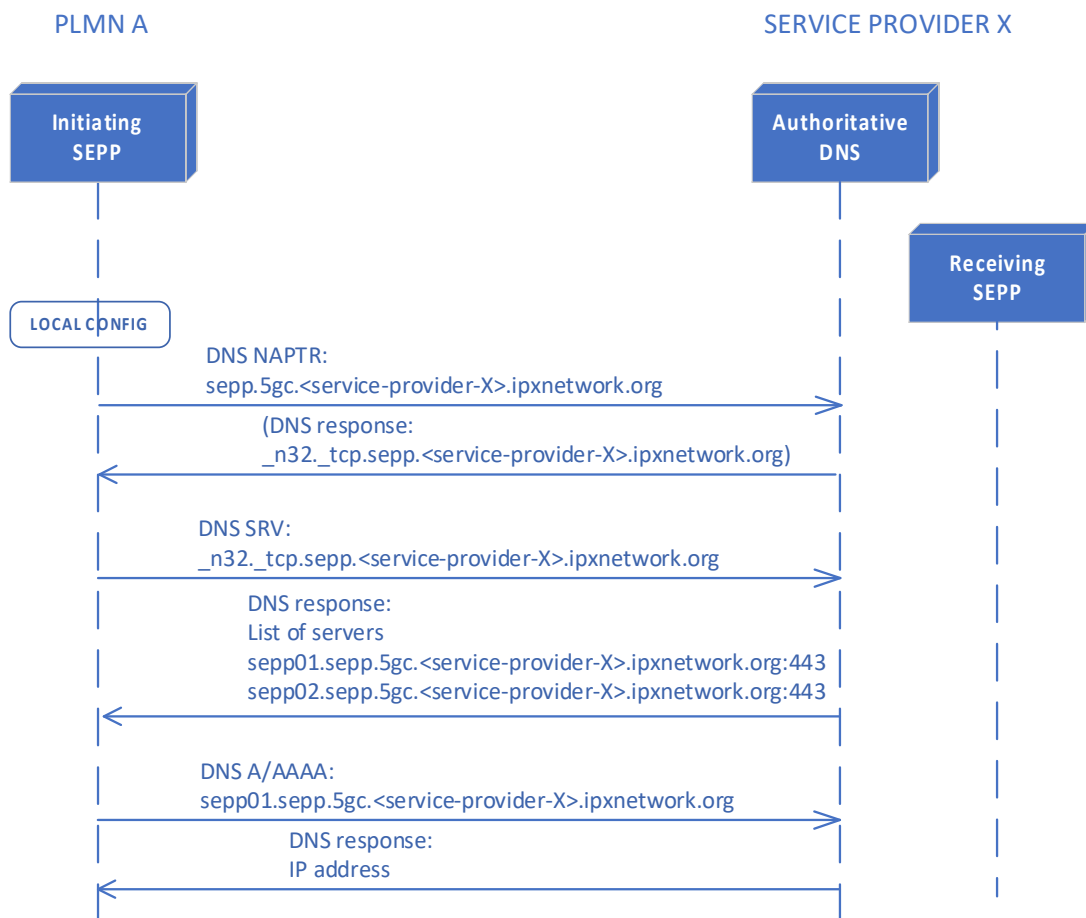 PLMN A
SERVICE PROVIDER X
Initiating
SEPP
Authoritative
DNS
Receiving
SEPP
LOCAL CONFIG
DNS NAPTR:
sepp.5gc.<service-provider-X>.ipxnetwork.org
(DNS response:
_n32._tcp.sepp.<service-provider-X>.ipxnetwork.org)
DNS SRV:
_n32._tcp.sepp.<service-provider-X>.ipxnetwork.org
DNS response:
List of servers
sepp01.sepp.5gc.<service-provider-X>.ipxnetwork.org:443
sepp02.sepp.5gc.<service-provider-X>.ipxnetwork.org:443
DNS A/AAAA:
sepp01.sepp.5gc.<service-provider-X>.ipxnetwork.org
DNS response:
IP address